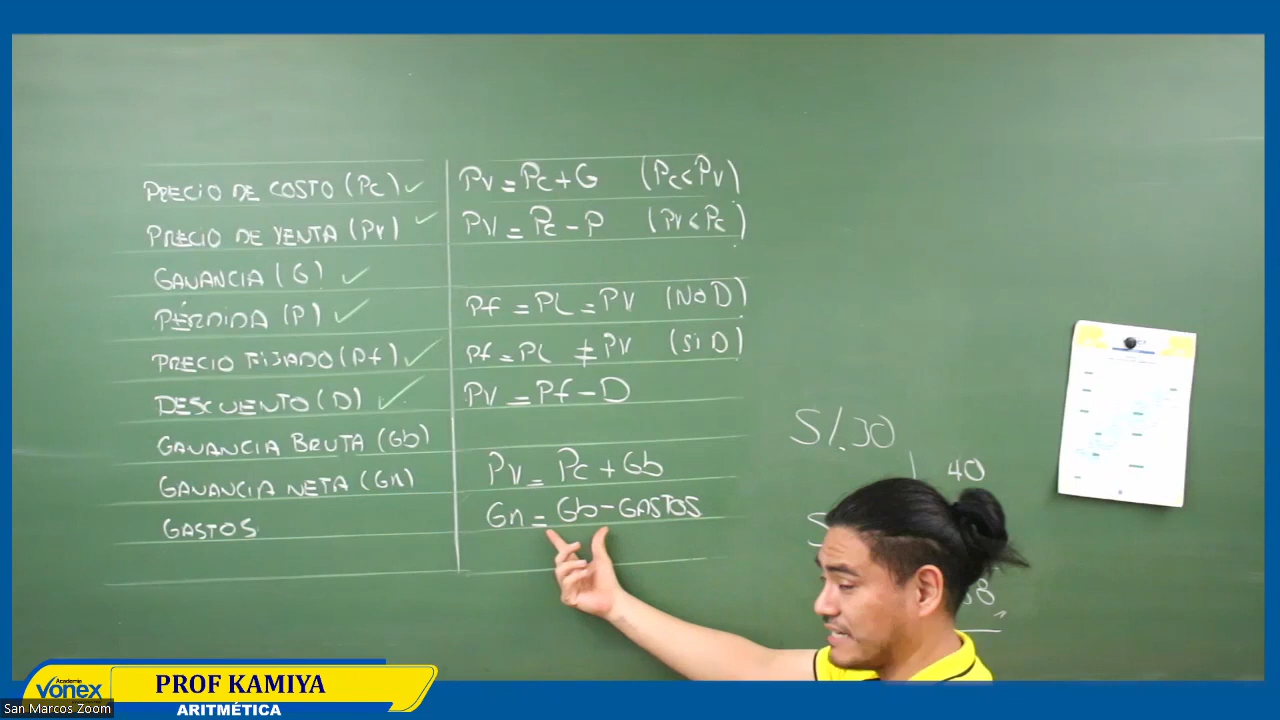 PRECIO DE COSTO (Pc) ✓
PRECIO DE VENTA (Pv) ✓
GANANCIA (G) ✓
PÉRDIDA (P) ✓
PRECIO FIJADO (Pf) ✓
DESCUENTO (D) ✓
GANANCIA BRUTA (Gb)
GANANCIA NETA (Gn)
GASTOS
Pv = Pc + G (Pc < Pv)
Pv = Pc - P (Pv < Pc)
Pf = PL = PV (NO D)
Pf = PL ≠ PV (Si D)
PV = Pf - D
PV = Pc + Gb
Gn = Gb - GASTOS
S/.30
40
Academia
vonex
PROF KAMIYA
ARITMÉTICA
San Marcos Zoom